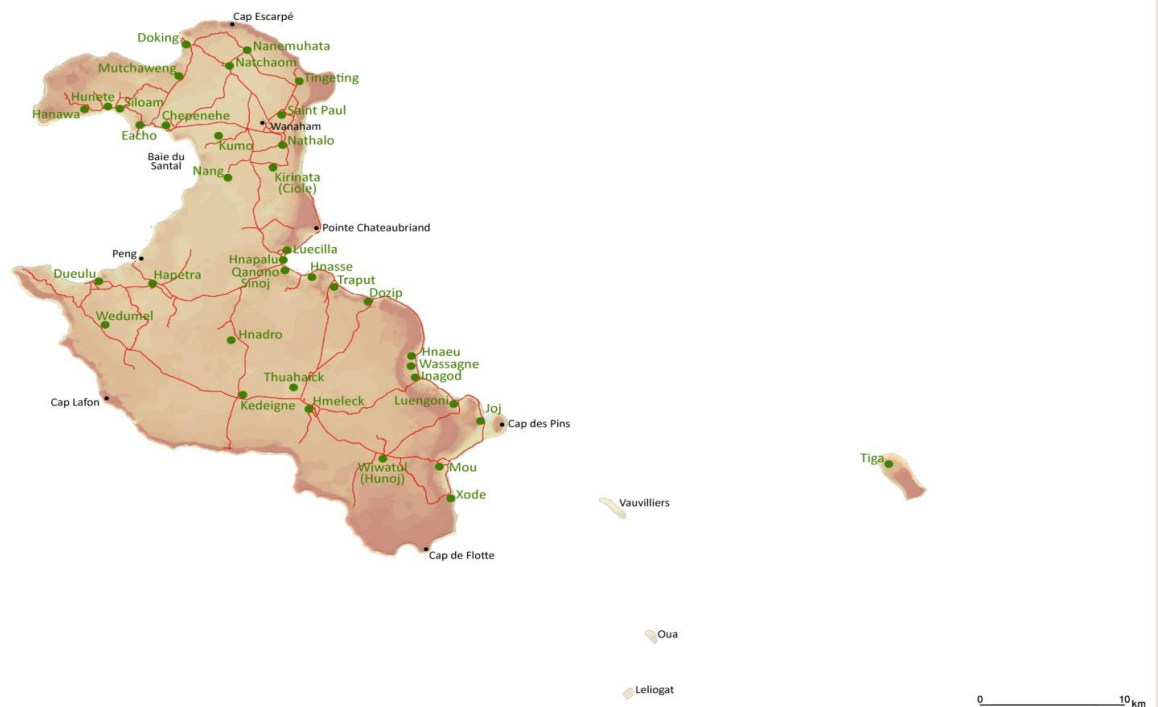 Cap Escarpé
Doking
Nanemuhata
Natchaom
Mutchaweng
Tingeting
Hunete
Siloam
Hanawa
Chepenehe
Saint Paul
Eacho
Wanaham
Kumo
Nathalo
Baie du
Santal
Nang
Kirinata
(Ciole)
Pointe Chateaubriand
Luecilla
Peng
Hnapalu
Qanono
Sinoj
Hnasse
Dueulu
Hapetra
Traput
Dozip
Wedumel
Hnadro
Hnaeu
Wassagne
Inagod
Thuahaick
Cap Lafon
Kedeigne
Hmeleck
Luengoni
Joj
Cap des Pins
Wiwatul
(Hunoj)
Mou
Tiga
Xode
Vauvilliers
Cap de Flotte
Oua
Leliogat
0 10 km